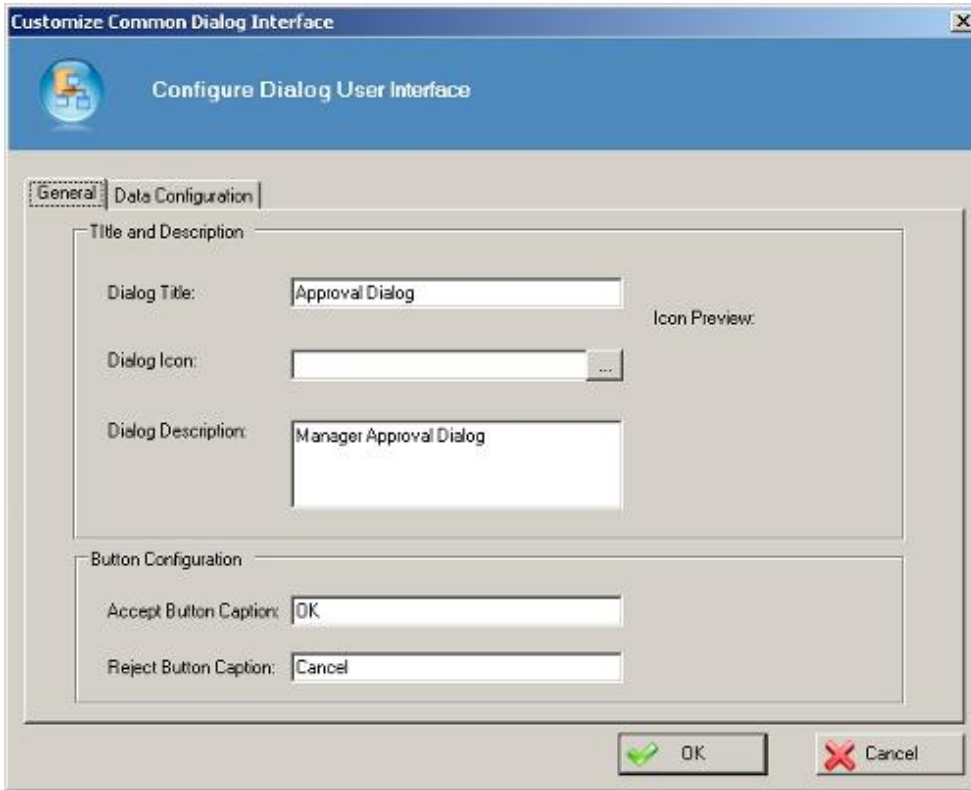 Customize Common Dialog Interface
Configure Dialog User Interface
General
Data Configuration
TItle and Description
Dialog Title:
Approval Dialog
Icon Preview:
Dialog Icon:
...
Dialog Description:
Manager Approval Dialog
Button Configuration
Accept Button Caption:
OK
Reject Button Caption:
Cancel
OK
Cancel